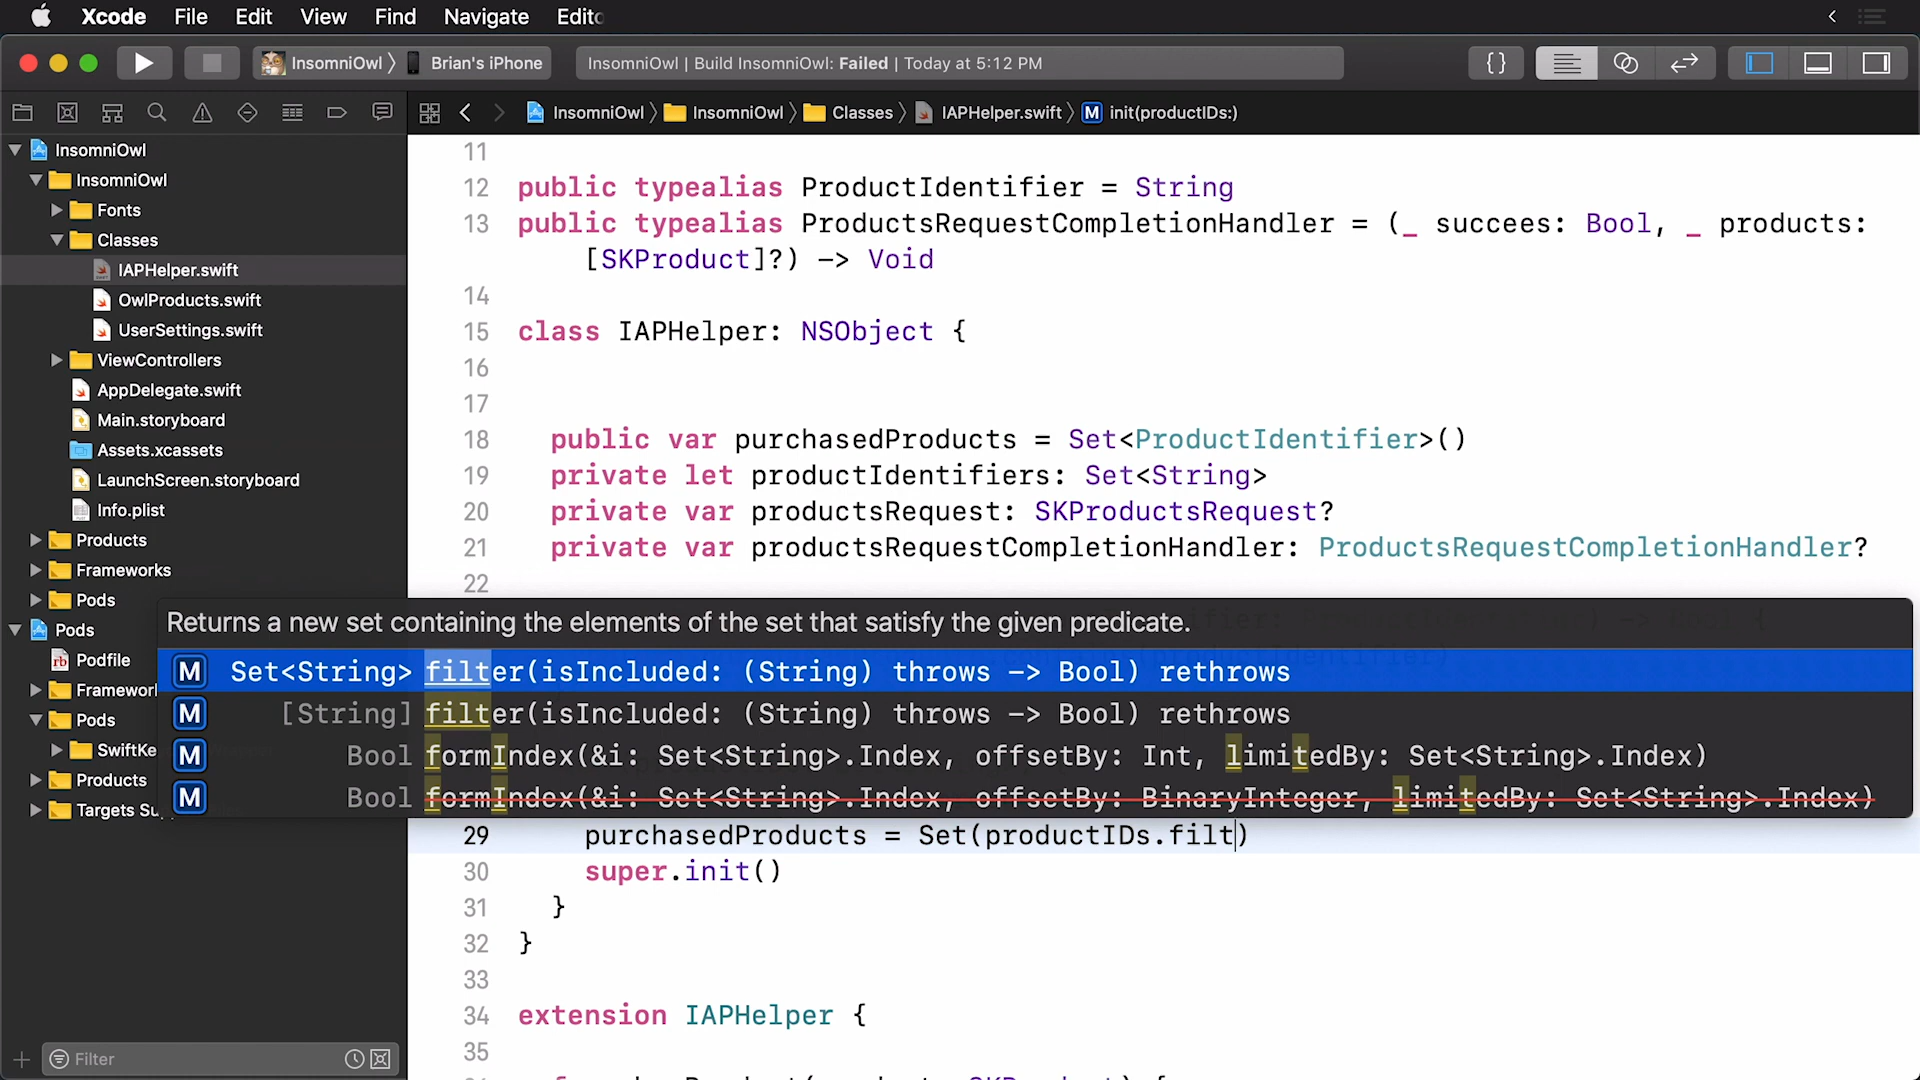 Xcode File Edit View Find Navigate Edito
InsomniOwl Brian's iPhone
InsomniOwl | Build InsomniOwl: Failed | Today at 5:12 PM
InsomniOwl InsomniOwl Classes IAPHelper.swift M init(productIDs:)
InsomniOwl
InsomniOwl
Fonts
Classes
IAPHelper.swift
OwlProducts.swift
UserSettings.swift
ViewControllers
AppDelegate.swift
Main.storyboard
Assets.xcassets
LaunchScreen.storyboard
Info.plist
Products
Frameworks
Pods
Pods
Podfile
Framewor
Pods
SwiftKe
Products
Targets Su
Filter
11
12 public typealias ProductIdentifier = String
13 public typealias ProductsRequestCompletionHandler = (_ succees: Bool, _ products:
[SKProduct]?) -> Void
14
15 class IAPHelper: NSObject {
16
17
18 public var purchasedProducts = Set<ProductIdentifier>()
19 private let productIdentifiers: Set<String>
20 private var productsRequest: SKProductsRequest?
21 private var productsRequestCompletionHandler: ProductsRequestCompletionHandler?
22
Returns a new set containing the elements of the set that satisfy the given predicate.
M Set<String> filter(isIncluded: (String) throws -> Bool) rethrows
M [String] filter(isIncluded: (String) throws -> Bool) rethrows
M Bool formIndex(&i: Set<String>.Index, offsetBy: Int, limitedBy: Set<String>.Index)
M Bool formIndex(&i: Set<String>.Index, offsetBy: BinaryInteger, limitedBy: Set<String>.Index)
29 purchasedProducts = Set(productIDs.filt)
30 super.init()
31 }
32 }
33
34 extension IAPHelper {
35